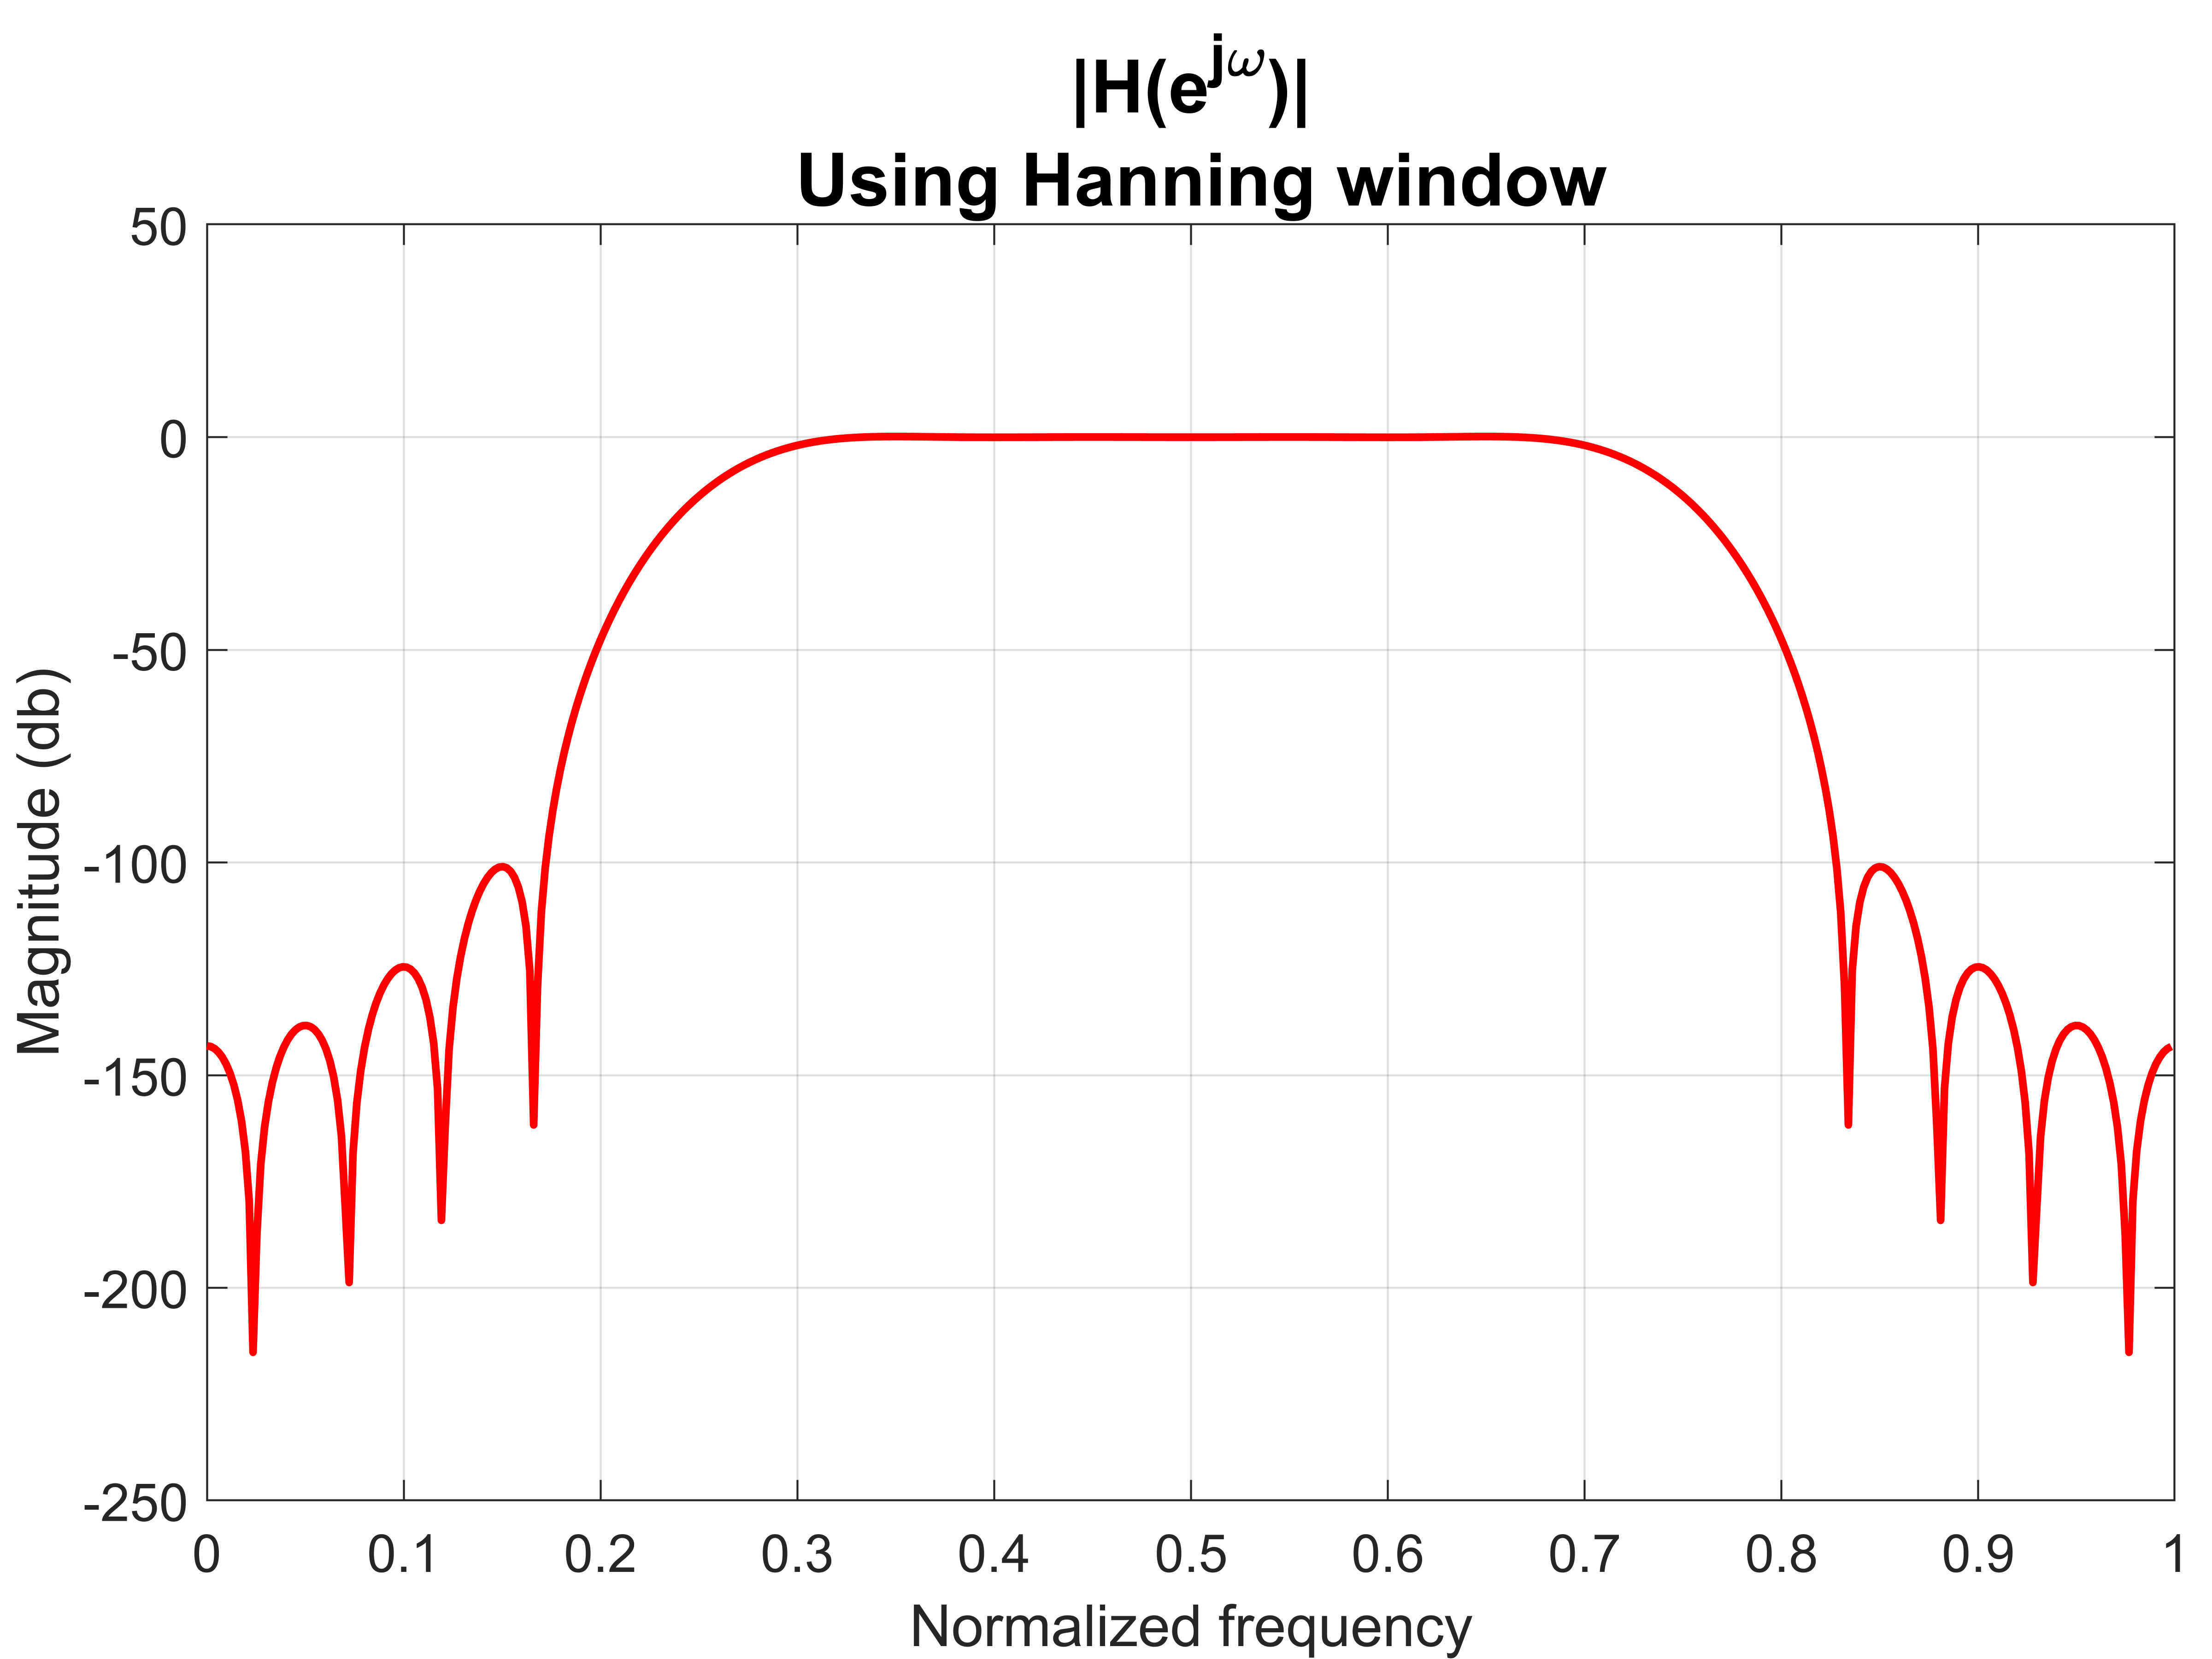 |H(e^jω)|
Using Hanning window
50
0
-50
-100
-150
-200
-250
Magnitude (db)
0 0.1 0.2 0.3 0.4 0.5 0.6 0.7 0.8 0.9 1
Normalized frequency